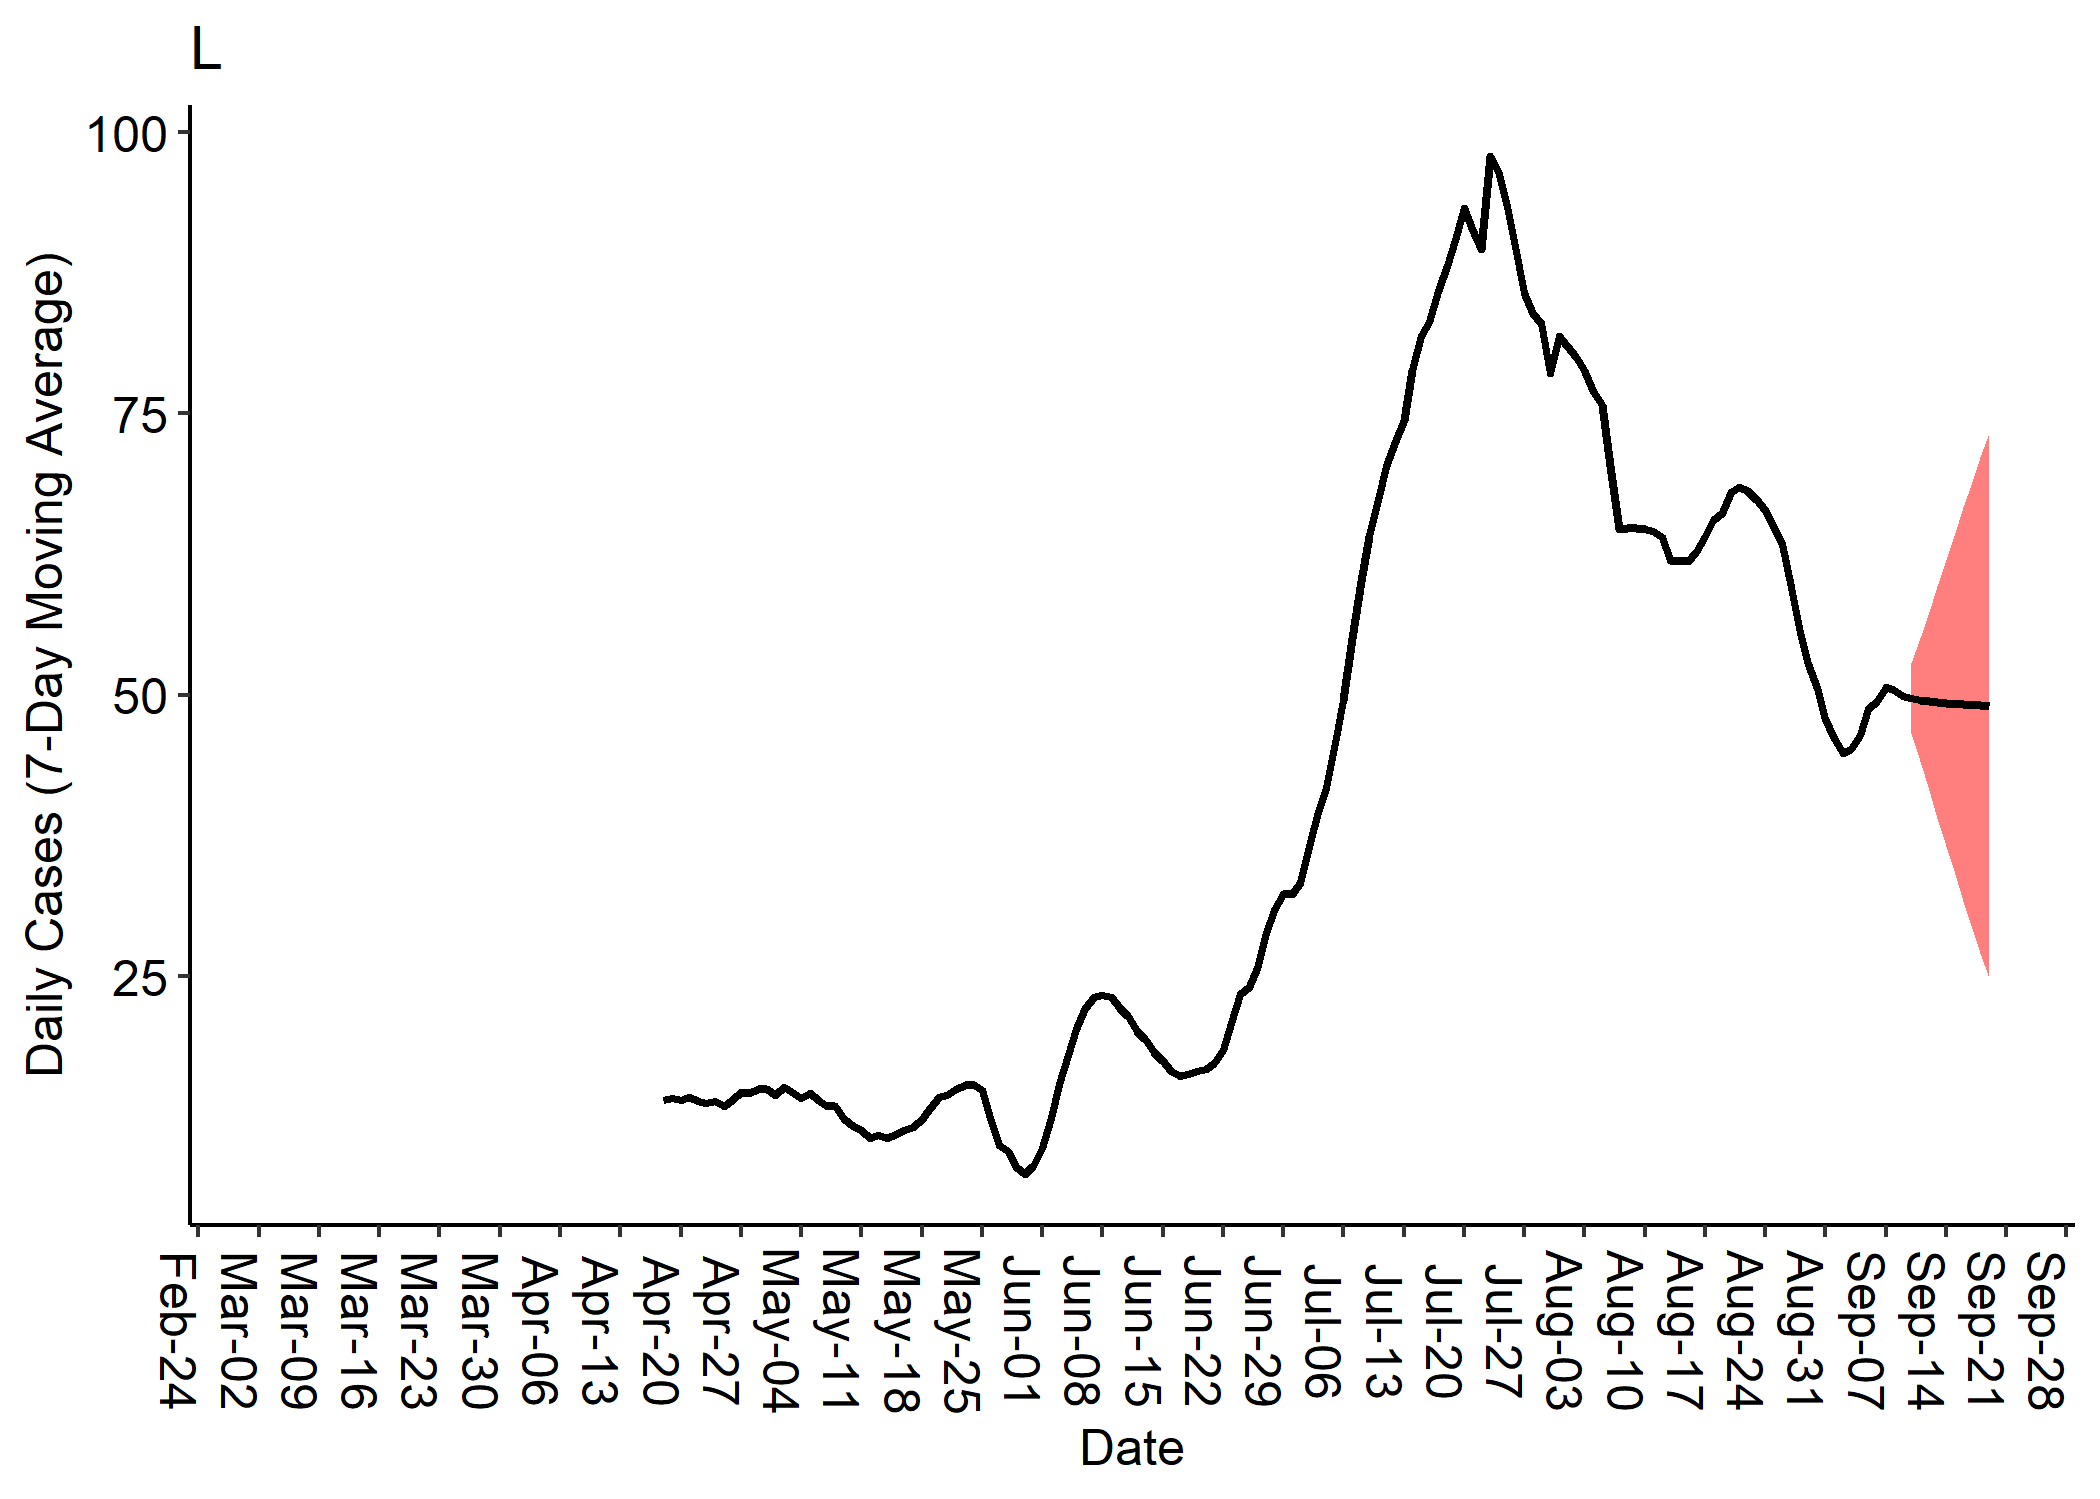 L
Daily Cases (7-Day Moving Average)
100
75
50
25
Feb-24
Mar-02
Mar-09
Mar-16
Mar-23
Mar-30
Apr-06
Apr-13
Apr-20
Apr-27
May-04
May-11
May-18
May-25
Jun-01
Jun-08
Jun-15
Jun-22
Jun-29
Jul-06
Jul-13
Jul-20
Jul-27
Aug-03
Aug-10
Aug-17
Aug-24
Aug-31
Sep-07
Sep-14
Sep-21
Sep-28
Date